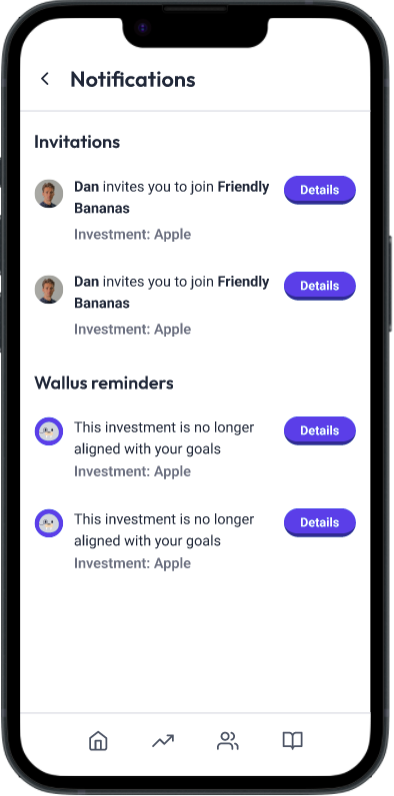 Notifications
Invitations
Dan invites you to join Friendly
Bananas
Details
Investment: Apple
Dan invites you to join Friendly
Bananas
Details
Investment: Apple
Wallus reminders
This investment is no longer
aligned with your goals
Details
Investment: Apple
This investment is no longer
aligned with your goals
Details
Investment: Apple